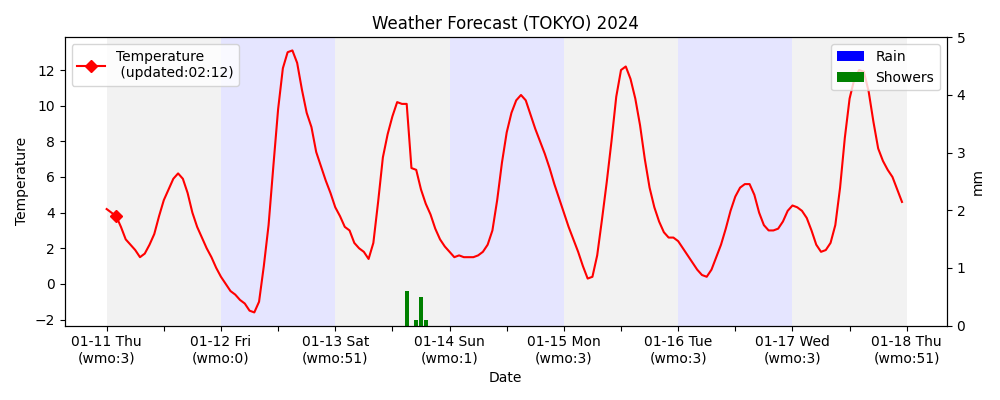 Weather Forecast (TOKYO) 2024
Temperature
(updated:02:12)
Rain
Showers
Temperature
12
10
8
6
4
2
0
−2
5
4
3
2
1
0
mm
01-11 Thu
(wmo:3)
01-12 Fri
(wmo:0)
01-13 Sat
(wmo:51)
01-14 Sun
(wmo:1)
01-15 Mon
(wmo:3)
01-16 Tue
(wmo:3)
01-17 Wed
(wmo:3)
01-18 Thu
(wmo:51)
Date